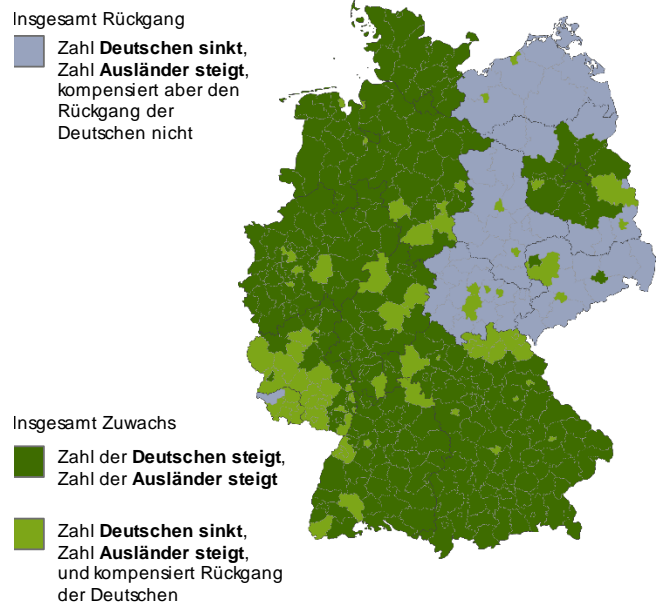 Insgesamt Rückgang
Zahl Deutschen sinkt,
Zahl Ausländer steigt,
kompensiert aber den
Rückgang der
Deutschen nicht
Insgesamt Zuwachs
Zahl der Deutschen steigt,
Zahl der Ausländer steigt
Zahl Deutschen sinkt,
Zahl Ausländer steigt,
und kompensiert Rückgang
der Deutschen